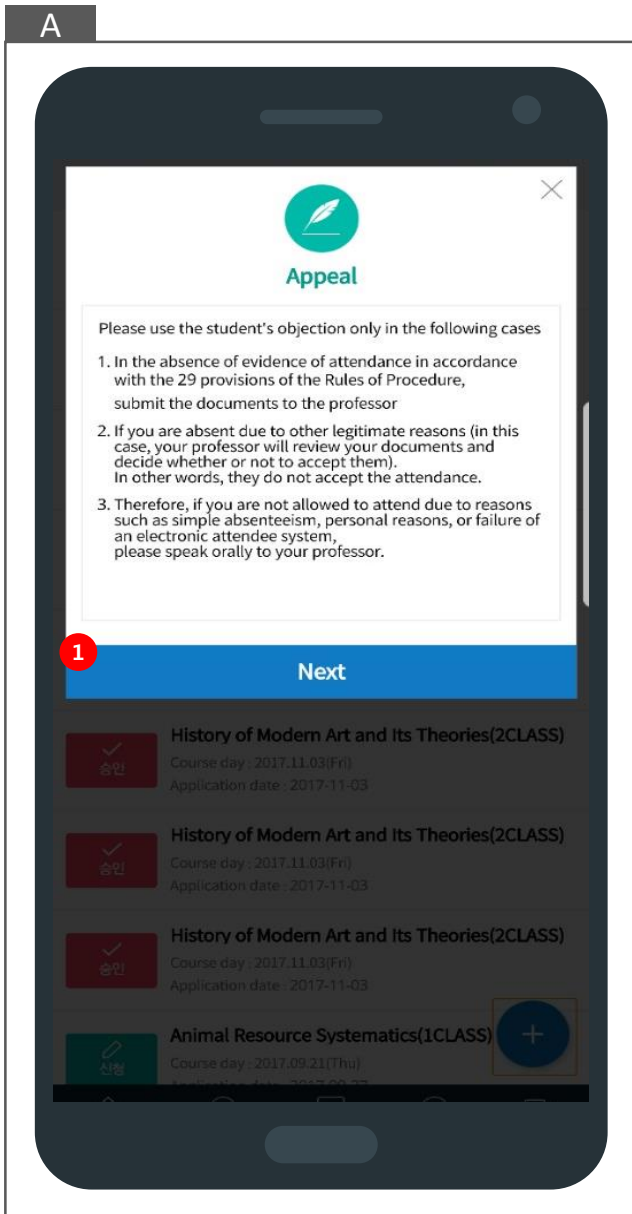 A
Appeal
Please use the student's objection only in the following cases
1. In the absence of evidence of attendance in accordance
with the 29 provisions of the Rules of Procedure,
submit the documents to the professor
2. If you are absent due to other legitimate reasons (in this
case, your professor will review your documents and
decide whether or not to accept them).
In other words, they do not accept the attendance.
3. Therefore, if you are not allowed to attend due to reasons
such as simple absenteeism, personal reasons, or failure of
an electronic attendee system,
please speak orally to your professor.
1
Next
History of Modern Art and Its Theories(2CLASS)
승인
Course day : 2017.11.03(Fri)
Application date : 2017-11-03
History of Modern Art and Its Theories(2CLASS)
승인
Course day : 2017.11.03(Fri)
Application date : 2017-11-03
History of Modern Art and Its Theories(2CLASS)
승인
Course day : 2017.11.03(Fri)
Application date : 2017-11-03
Animal Resource Systematics(1CLASS)
신청
Course day : 2017.09.21(Thu)